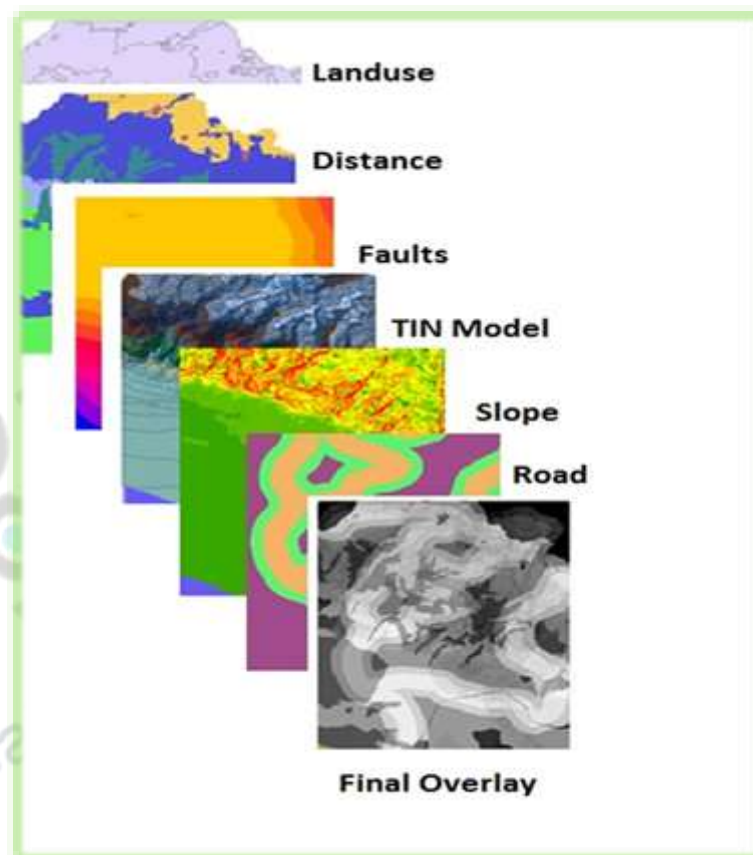 Landuse
Distance
Faults
TIN Model
Slope
Road
Final Overlay